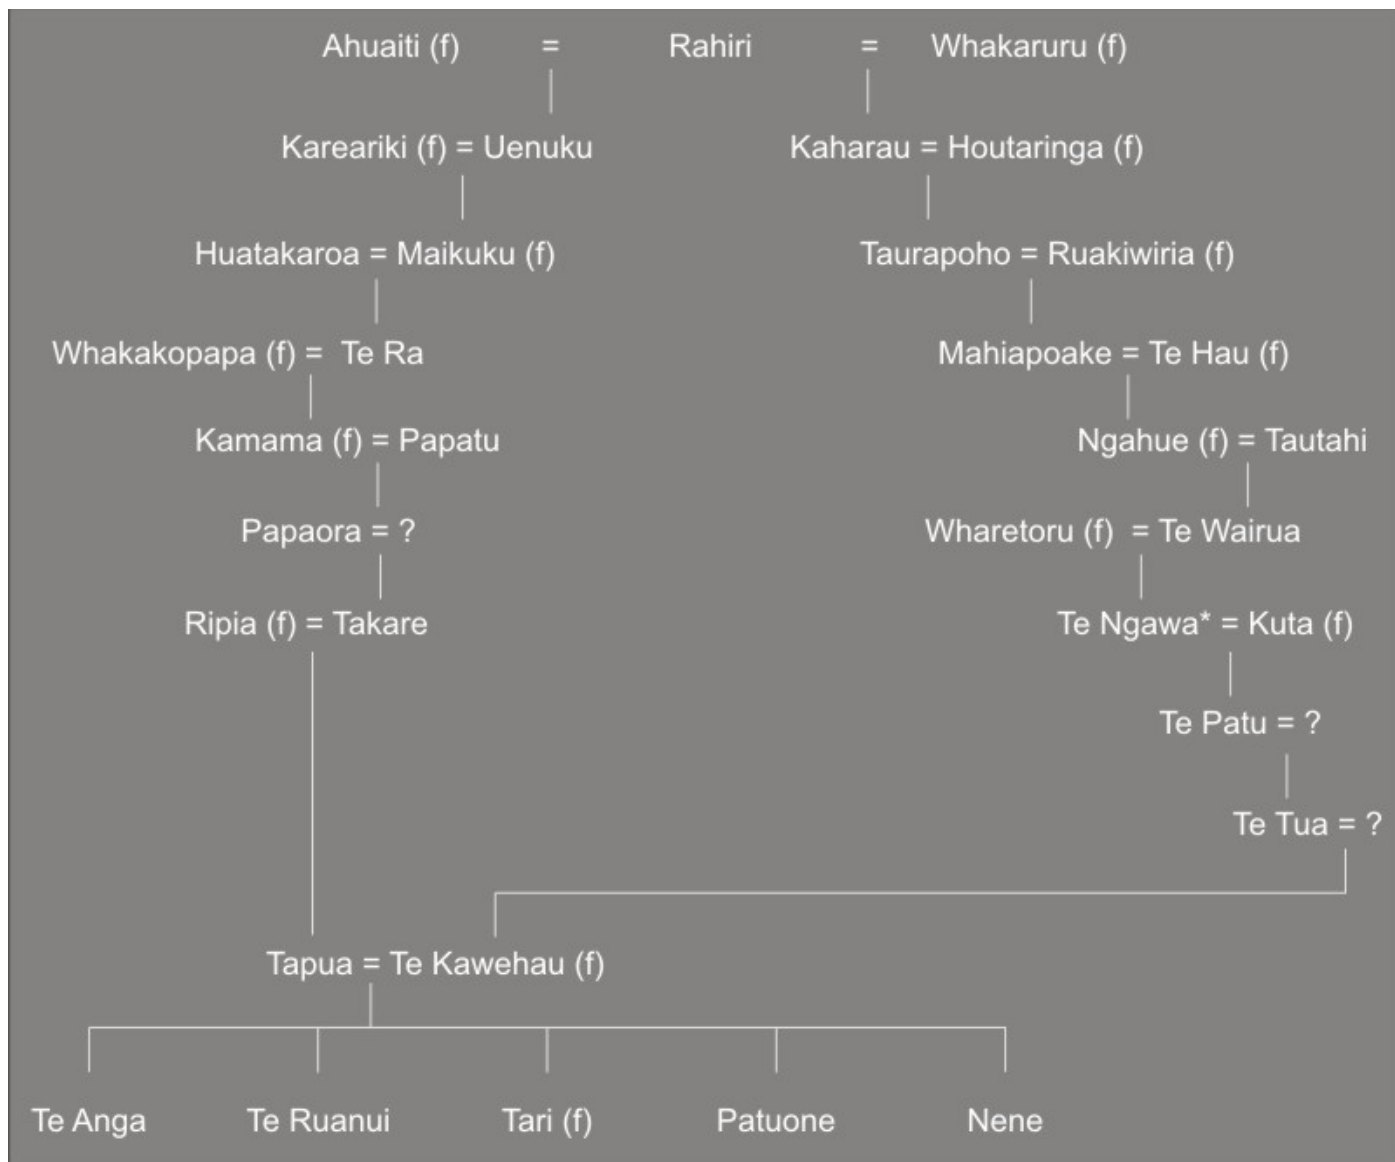 Ahuaiti (f) = Rahiri = Whakaruru (f)
Kareariki (f) = Uenuku Kaharau = Houtaringa (f)
Huatakaroa = Maikuku (f) Taurapoho = Ruakiwiria (f)
Whakakopapa (f) = Te Ra Mahiapoake = Te Hau (f)
Kamama (f) = Papatu Ngahue (f) = Tautahi
Papaora = ? Wharetoru (f) = Te Wairua
Ripia (f) = Takare Te Ngawa* = Kuta (f)
Te Patu = ?
Te Tua = ?
Tapua = Te Kawehau (f)
Te Anga Te Ruanui Tari (f) Patuone Nene